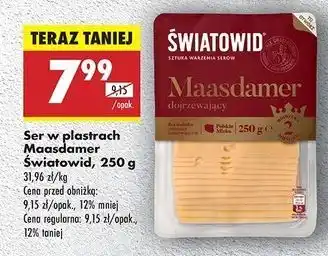 TERAZ TANIEJ
7,99
9,15
/opak.
Ser w plastrach
Maasdamer
Światowid, 250 g
31,96 zł/kg
Cena przed obniżką:
9,15 zł/opak., 12% mniej
Cena regularna: 9,15 zł/opak.,
12% taniej
ŚWIATOWID
SZTUKA WARZENIA SERÓW
Maasdamer
dojrzewający
Polskie
Mleko
250 g e